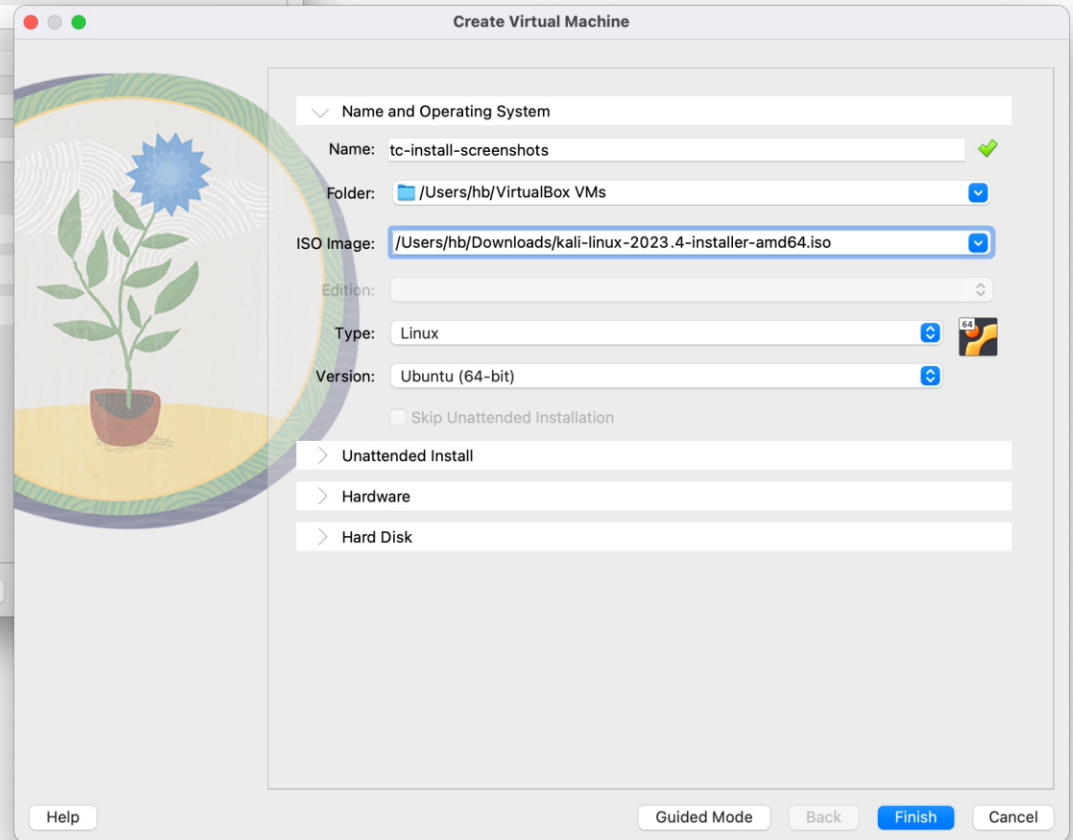 Create Virtual Machine
Name and Operating System
Name: tc-install-screenshots
Folder: /Users/hb/VirtualBox VMs
ISO Image: /Users/hb/Downloads/kali-linux-2023.4-installer-amd64.iso
Edition:
Type: Linux
64
Version: Ubuntu (64-bit)
Skip Unattended Installation
Unattended Install
Hardware
Hard Disk
Help Guided Mode Back Finish Cancel